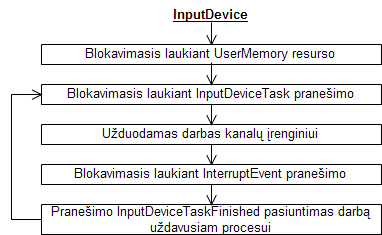 InputDevice
Blokavimasis laukiant UserMemory resurso
Blokavimasis laukiant InputDeviceTask pranešimo
Užduodamas darbas kanalų įrenginiui
Blokavimasis laukiant InterruptEvent pranešimo
Pranešimo InputDeviceTaskFinished pasiuntimas darbą
uždavusiam procesui